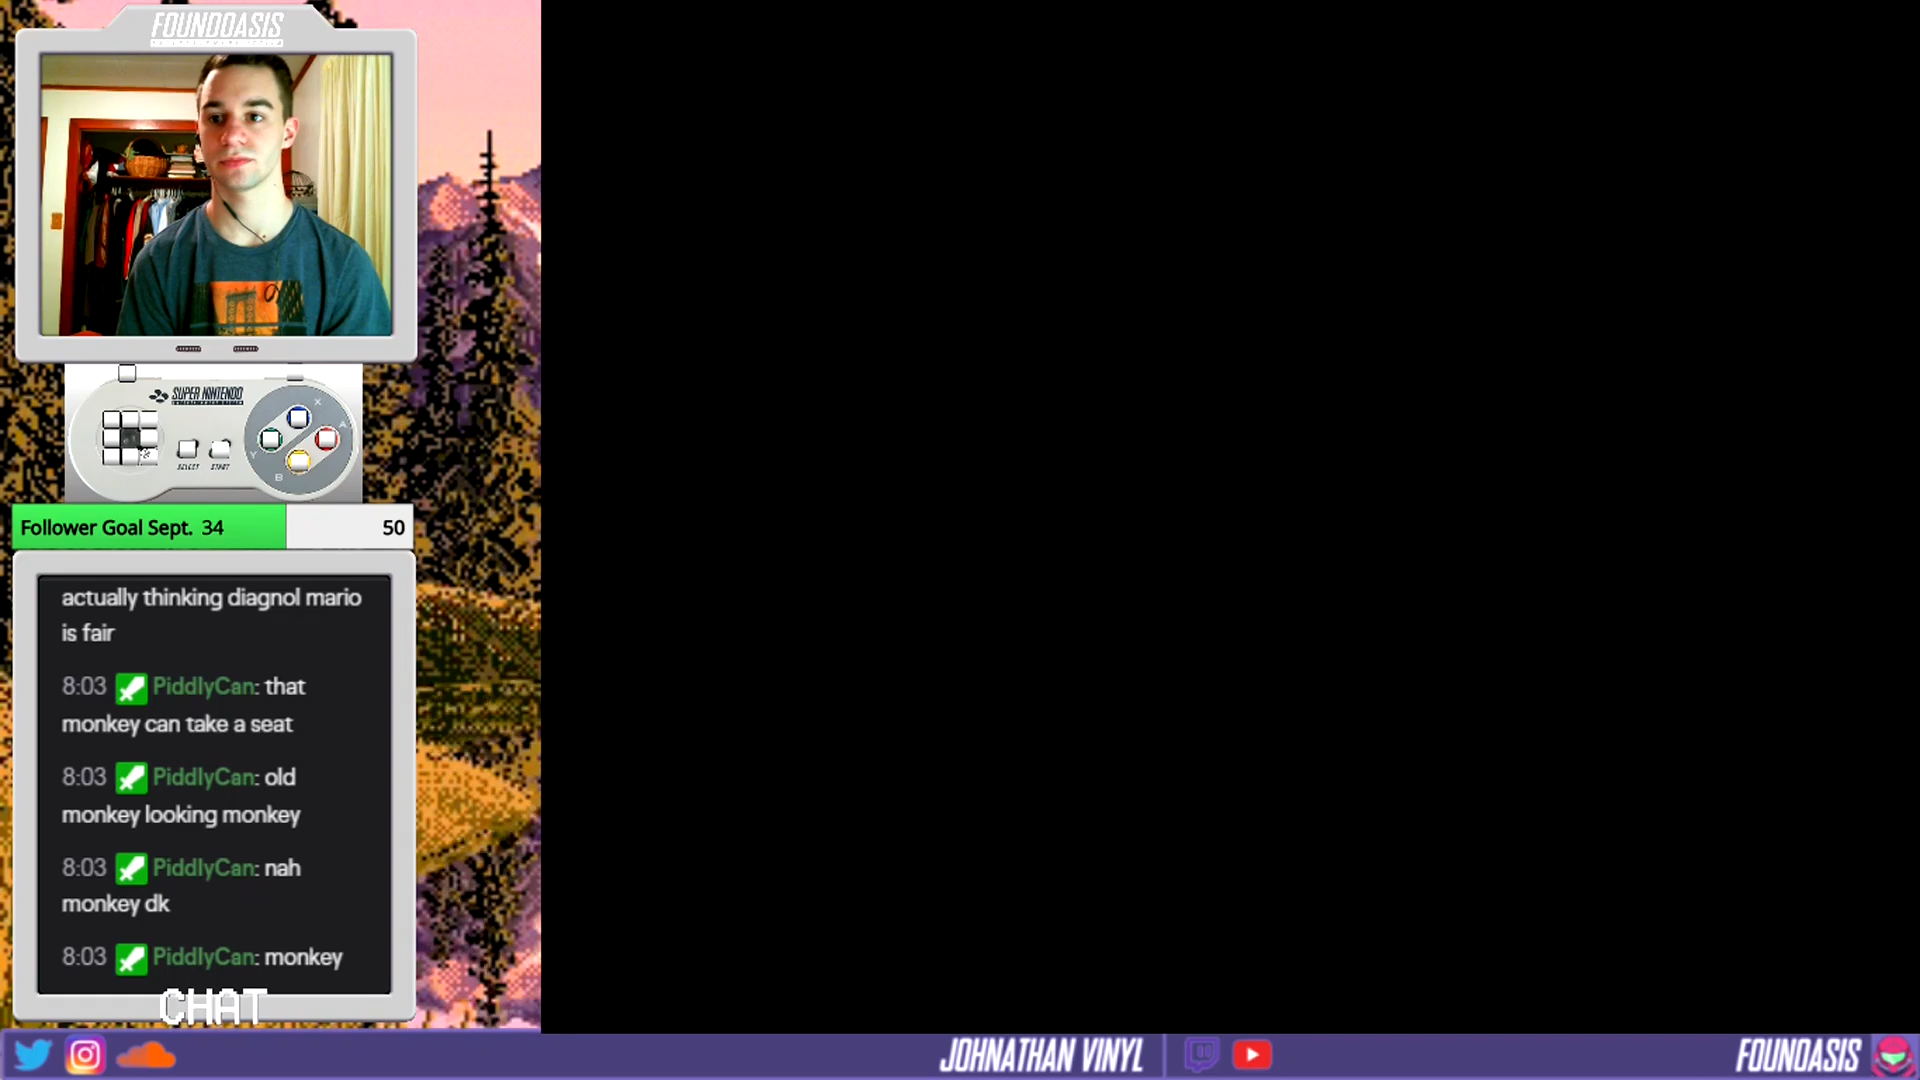 FOUNDOASIS
SUPER NINTENDO
X
A
Y
B
SELECT START
Follower Goal Sept. 34
50
actually thinking diagnol mario
is fair
8:03 PiddlyCan: that
monkey can take a seat
8:03 PiddlyCan: old
monkey looking monkey
8:03 PiddlyCan: nah
monkey dk
8:03 PiddlyCan: monkey
CHAT
JOHNATHAN VINYL
FOUNOASIS